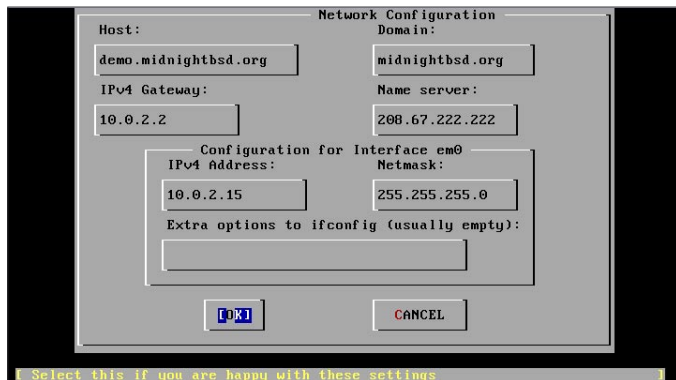 Network Configuration
Host: Domain:
demo.midnightbsd.org midnightbsd.org
IPv4 Gateway: Name server:
10.0.2.2 208.67.222.222
Configuration for Interface em0
IPv4 Address: Netmask:
10.0.2.15 255.255.255.0
Extra options to ifconfig (usually empty):
[OK] CANCEL
[ Select this if you are happy with these settings ]